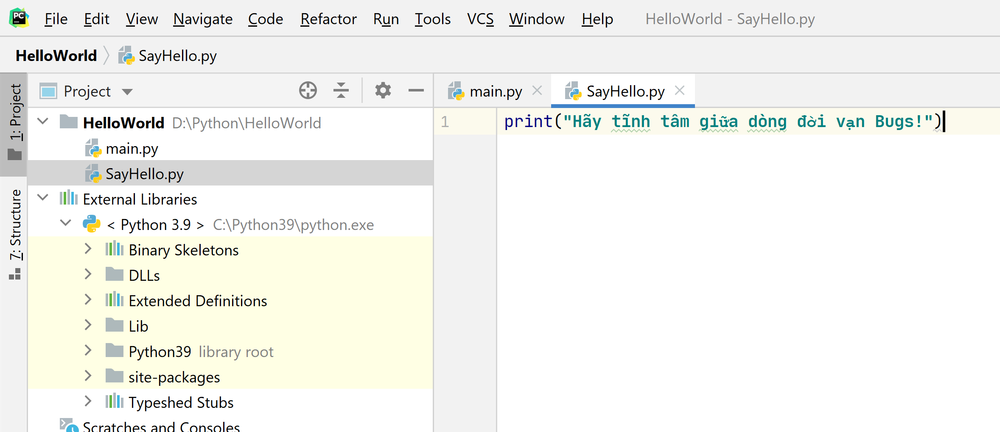 PC File Edit View Navigate Code Refactor Run Tools VCS Window Help HelloWorld - SayHello.py
HelloWorld SayHello.py
1: Project
7: Structure
Project
HelloWorld D:\Python\HelloWorld
main.py
SayHello.py
External Libraries
< Python 3.9 > C:\Python39\python.exe
Binary Skeletons
DLLs
Extended Definitions
Lib
Python39 library root
site-packages
Typeshed Stubs
Scratches and Consoles
main.py SayHello.py
1 print("Hãy tĩnh tâm giữa dòng đời vạn Bugs!")